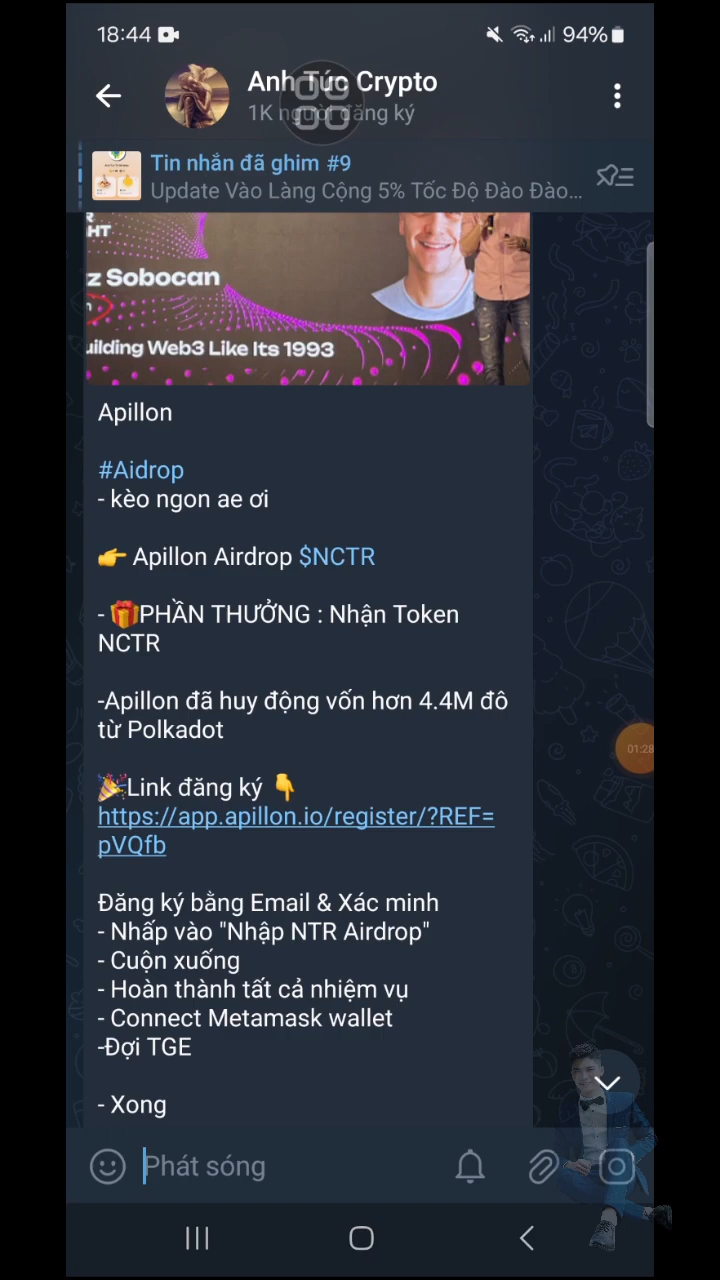 18:44
94%
Anh Túc Crypto
1K người đăng ký
Tin nhắn đã ghim #9
Update Vào Làng Cộng 5% Tốc Độ Đào Đào...
HT
z Sobocan
uilding Web3 Like Its 1993
Apillon
#Aidrop
- kèo ngon ae ơi
👉 Apillon Airdrop $NCTR
- 🎁PHẦN THƯỞNG : Nhận Token
NCTR
-Apillon đã huy động vốn hơn 4.4M đô
từ Polkadot
🎉Link đăng ký 👇
https://app.apillon.io/register/?REF=
pVQfb
01:28
Đăng ký bằng Email & Xác minh
- Nhấp vào "Nhập NTR Airdrop"
- Cuộn xuống
- Hoàn thành tất cả nhiệm vụ
- Connect Metamask wallet
-Đợi TGE
- Xong
Phát sóng